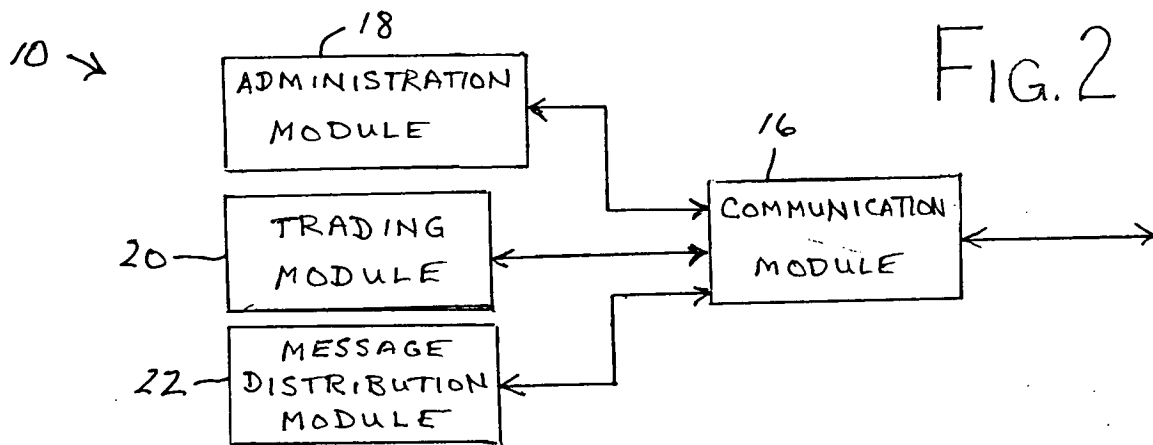 10
18
ADMINISTRATION
MODULE
FIG. 2
16
COMMUNICATION
MODULE
20
TRADING
MODULE
22
MESSAGE
DISTRIBUTION
MODULE